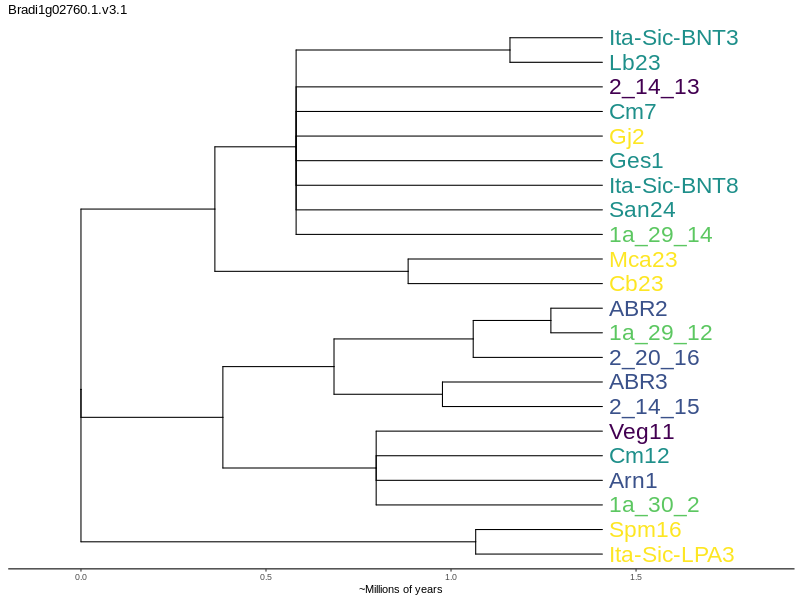 Bradi1g02760.1.v3.1
Ita-Sic-BNT3
Lb23
2_14_13
Cm7
Gj2
Ges1
Ita-Sic-BNT8
San24
1a_29_14
Mca23
Cb23
ABR2
1a_29_12
2_20_16
ABR3
2_14_15
Veg11
Cm12
Arn1
1a_30_2
Spm16
Ita-Sic-LPA3
0.0 0.5 1.0 1.5
~Millions of years